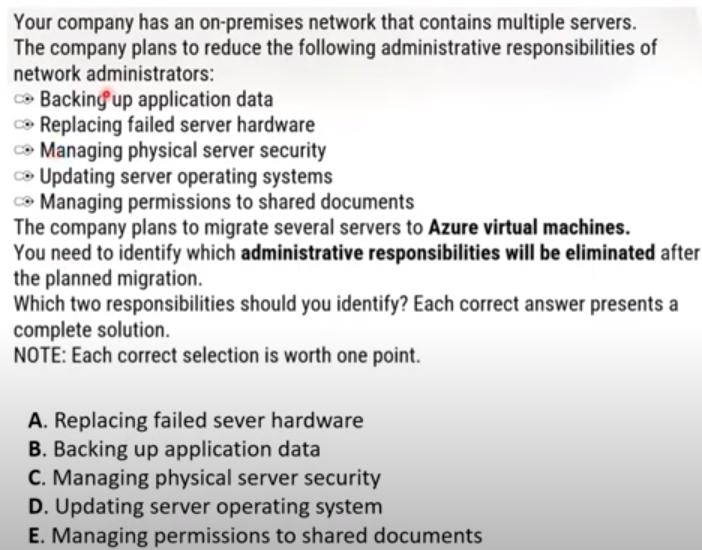 Your company has an on-premises network that contains multiple servers.
The company plans to reduce the following administrative responsibilities of
network administrators:
Backing up application data
Replacing failed server hardware
Managing physical server security
Updating server operating systems
Managing permissions to shared documents
The company plans to migrate several servers to Azure virtual machines.
You need to identify which administrative responsibilities will be eliminated after
the planned migration.
Which two responsibilities should you identify? Each correct answer presents a
complete solution.
NOTE: Each correct selection is worth one point.
A. Replacing failed sever hardware
B. Backing up application data
C. Managing physical server security
D. Updating server operating system
E. Managing permissions to shared documents